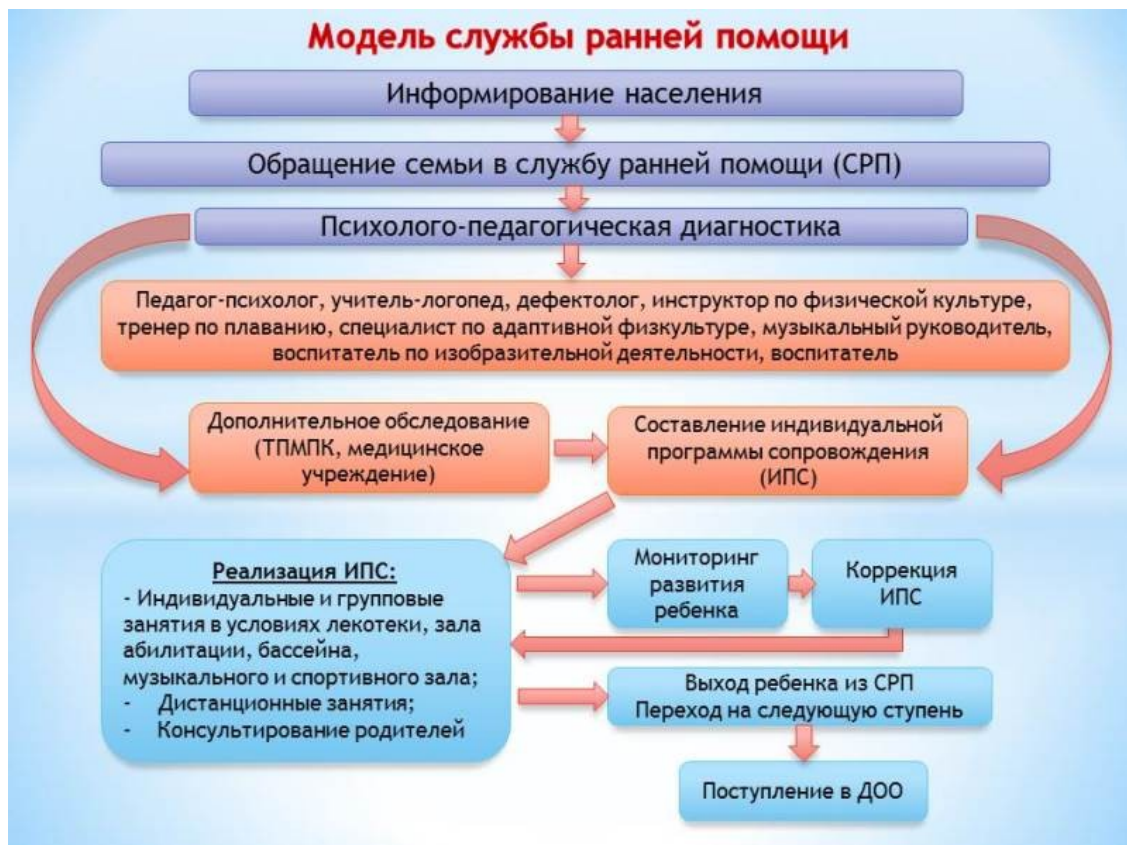 Модель службы ранней помощи
Информирование населения
Обращение семьи в службу ранней помощи (СРП)
Психолого-педагогическая диагностика
Педагог-психолог, учитель-логопед, дефектолог, инструктор по физической культуре,
тренер по плаванию, специалист по адаптивной физкультуре, музыкальный руководитель,
воспитатель по изобразительной деятельности, воспитатель
Дополнительное обследование
(ТПМПК, медицинское
учреждение)
Составление индивидуальной
программы сопровождения
(ИПС)
Реализация ИПС:
- Индивидуальные и групповые
занятия в условиях лекотеки, зала
абилитации, бассейна,
музыкального и спортивного зала;
- Дистанционные занятия;
- Консультирование родителей
Мониторинг
развития
ребенка
Коррекция
ИПС
Выход ребенка из СРП
Переход на следующую ступень
Поступление в ДОО